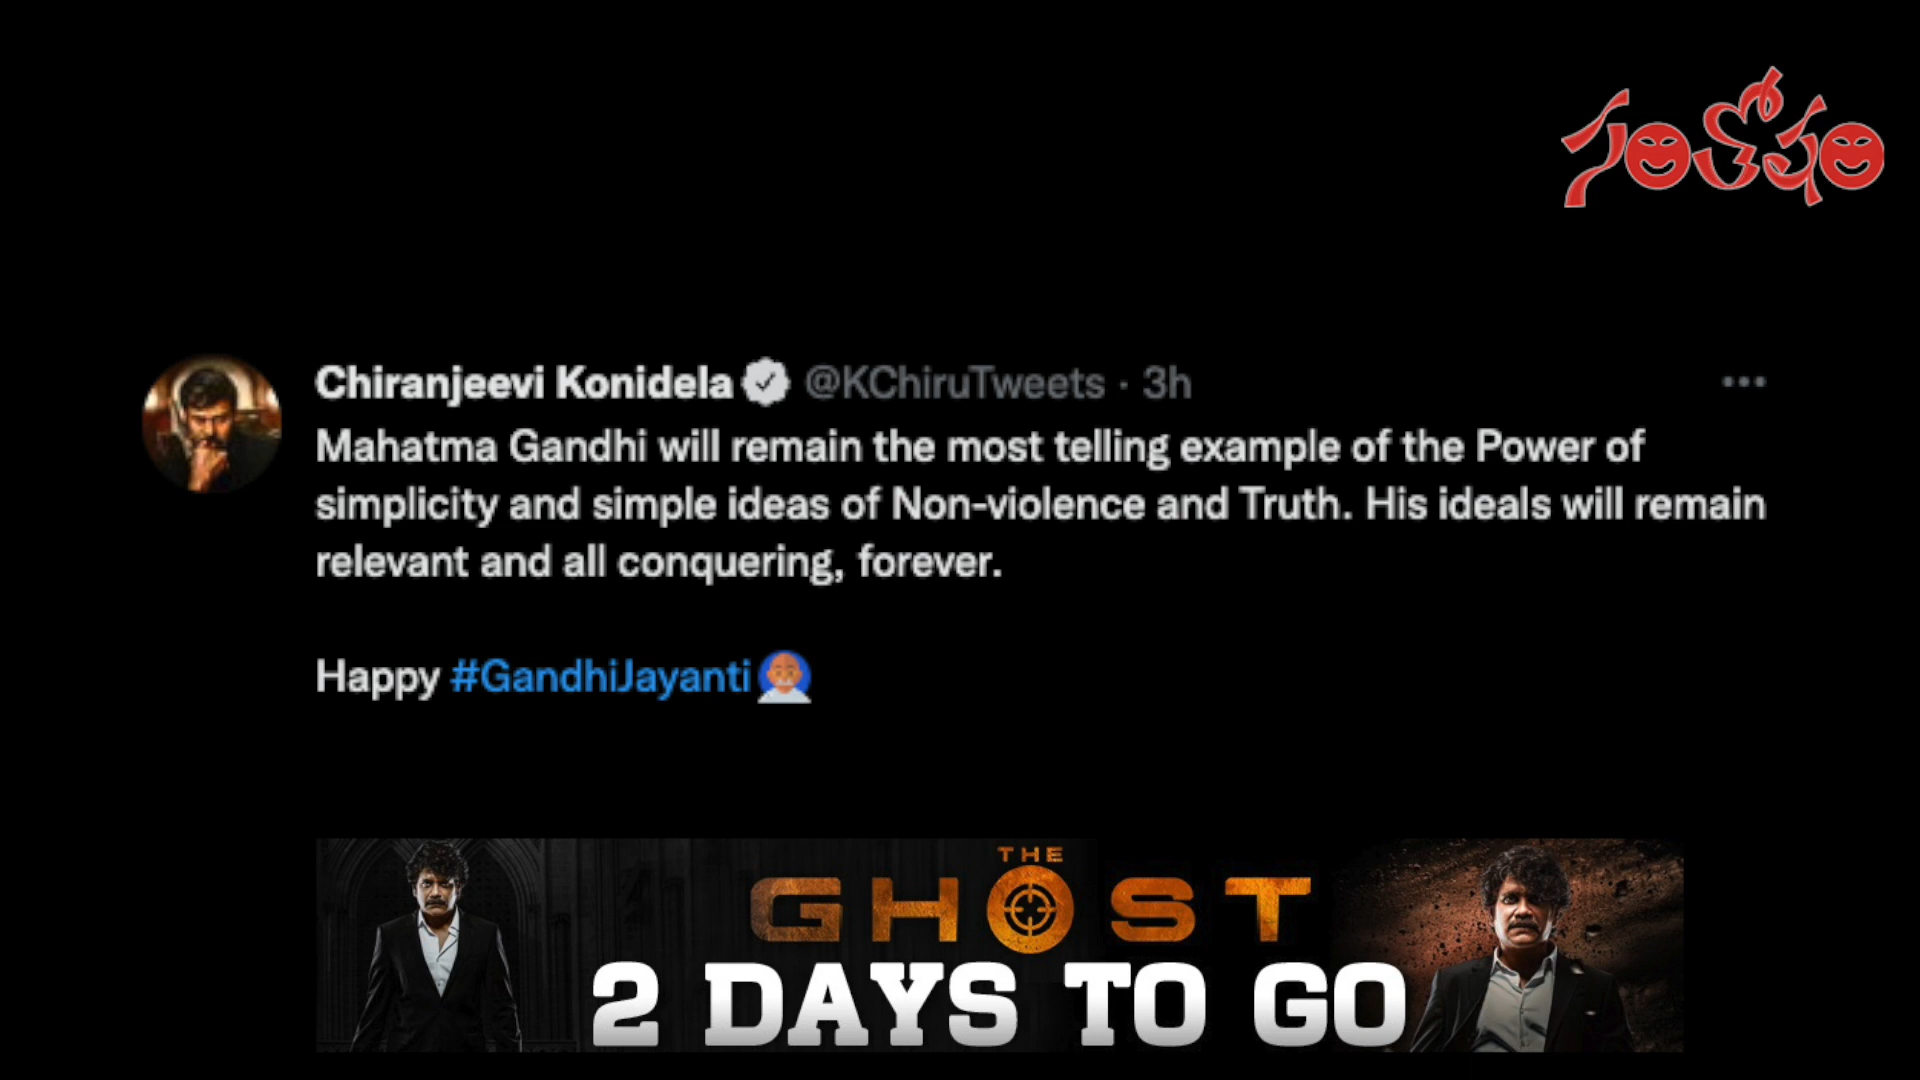 సంతోషం
Chiranjeevi Konidela @KChiruTweets · 3h
Mahatma Gandhi will remain the most telling example of the Power of
simplicity and simple ideas of Non-violence and Truth. His ideals will remain
relevant and all conquering, forever.
Happy #GandhiJayanti
THE
GHOST
2 DAYS TO GO